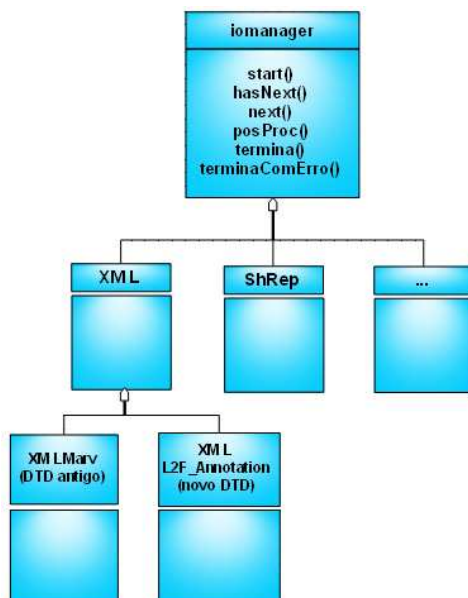 iomanager
start()
hasNext()
next()
posProc()
termina()
terminaComErro()
XML
ShRep
...
XMLMarv
(DTD antigo)
XML
L2F_Annotation
(novo DTD)